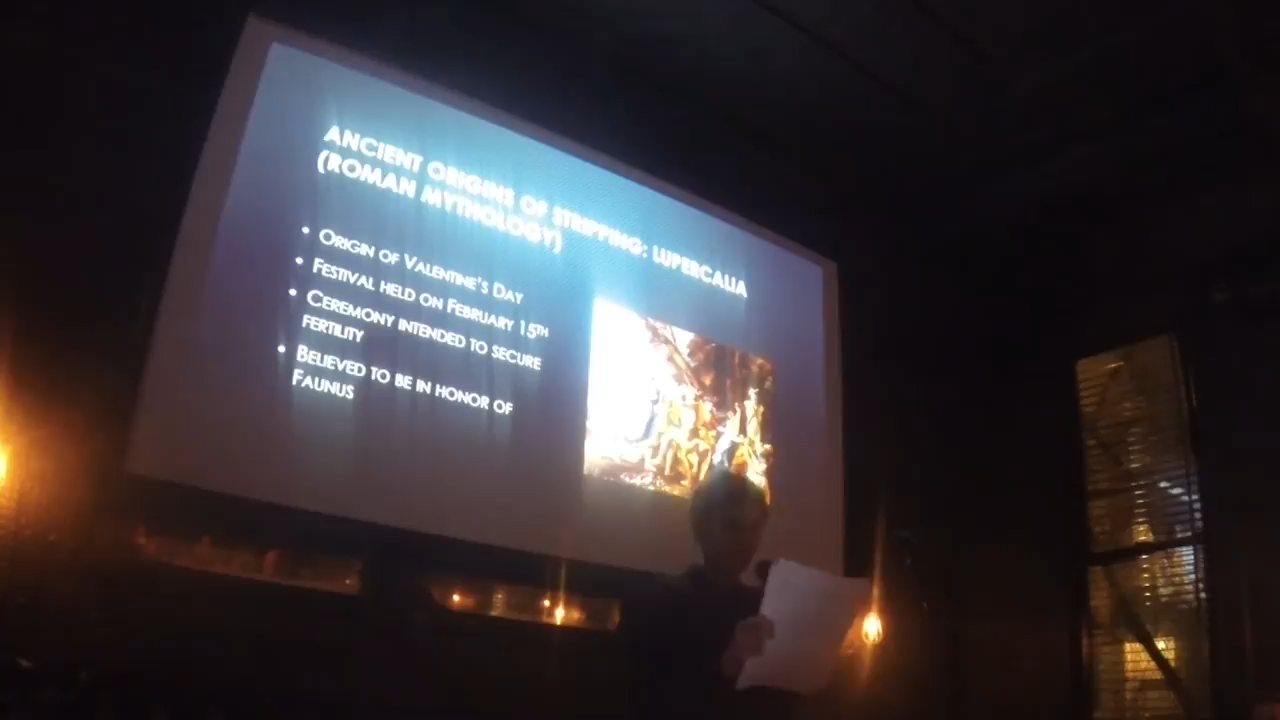 ANCIENT ORIGINS OF STRIPPING: LUPERCALIA
(ROMAN MYTHOLOGY)
• ORIGIN OF VALENTINE'S DAY
• FESTIVAL HELD ON FEBRUARY 15TH
• CEREMONY INTENDED TO SECURE
FERTILITY
• BELIEVED TO BE IN HONOR OF
FAUNUS